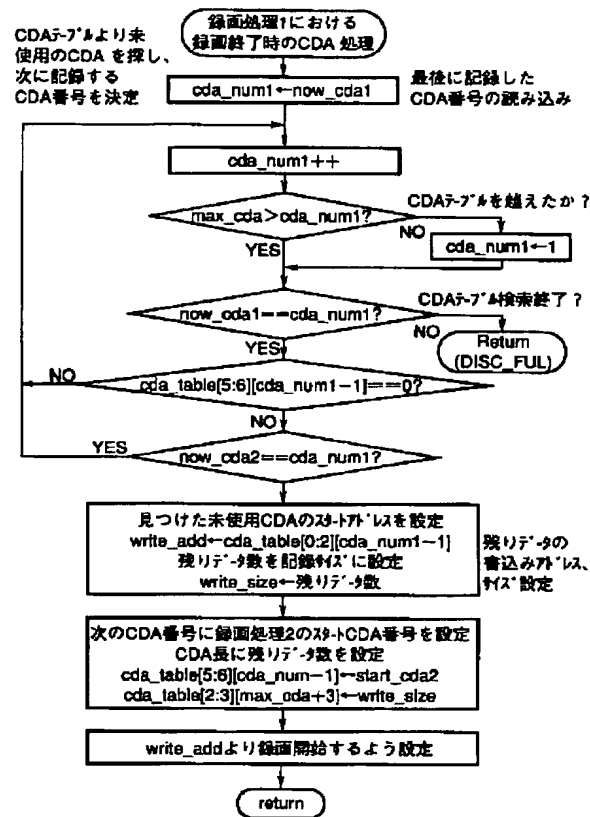 CDAﾃｰﾌﾞﾙより未
使用のCDA を探し、
次に記録する
CDA番号を決定
録画処理1における
録画終了時のCDA 処理
cda_num1←now_cda1
最後に記録した
CDA番号の読み込み
cda_num1++
max_cda>cda_num1?
CDAﾃｰﾌﾞﾙを越えたか？
NO
YES
cda_num1←1
now_cda1==cda_num1?
CDAﾃｰﾌﾞﾙ検索終了？
NO
YES
Return
(DISC_FUL)
NO
cda_table[5:6][cda_num1−1]==0?
NO
YES
now_cda2==cda_num1?
見つけた未使用CDAのｽﾀｰﾄｱﾄﾞﾚｽを設定
write_add←cda_table[0:2][cda_num1−1]
残りﾃﾞｰﾀ数を記録ｻｲｽﾞに設定
write_size←残りﾃﾞｰﾀ数
残りﾃﾞｰﾀの
書込みｱﾄﾞﾚｽ、
ｻｲｽﾞ設定
次のCDA番号に録画処理2のｽﾀｰﾄCDA番号を設定
CDA長に残りﾃﾞｰﾀ数を設定
cda_table[5:6][cda_num−1]←start_cda2
cda_table[2:3][max_cda+3]←write_size
write_addより録画開始するよう設定
return